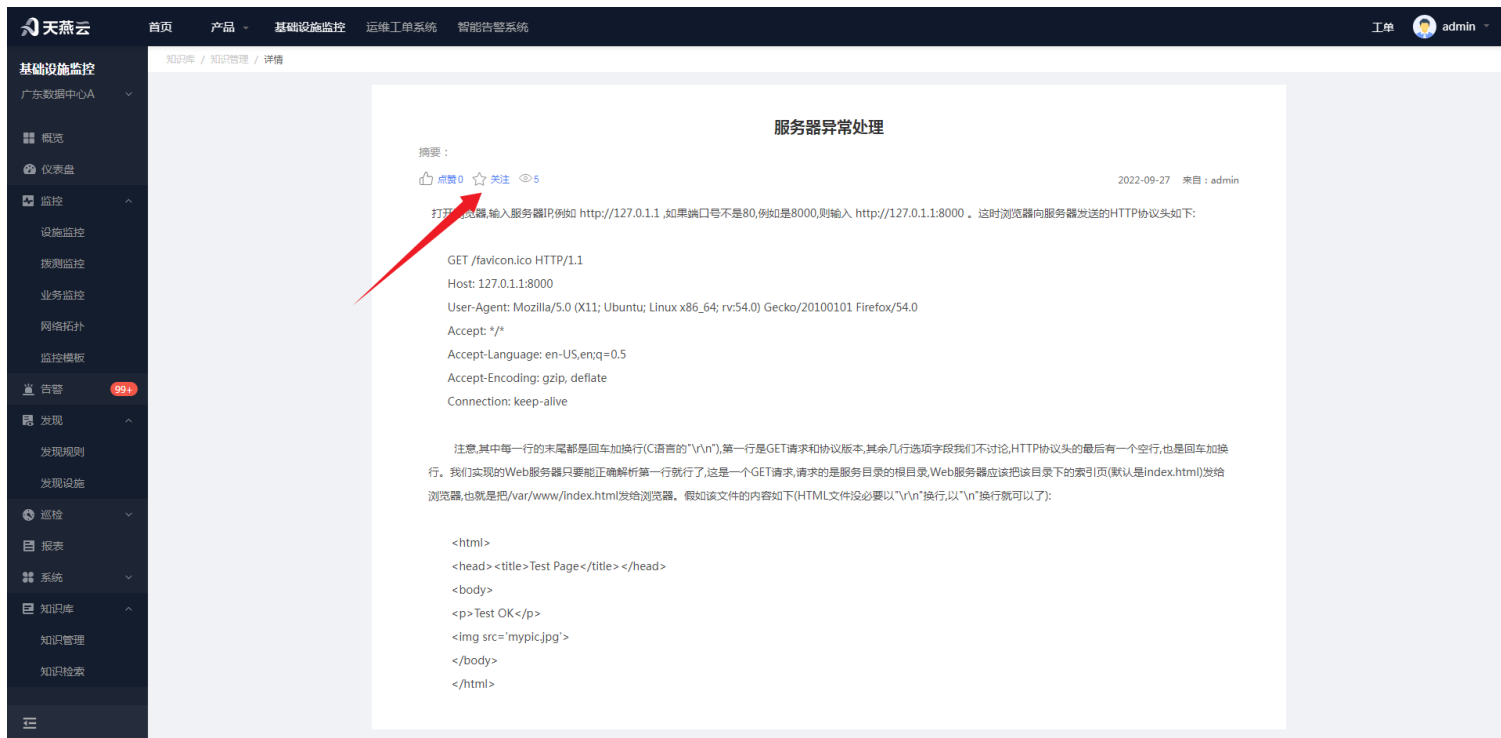 天燕云 首页 产品 基础设施监控 运维工单系统 智能告警系统 工单 admin
基础设施监控
广东数据中心A
概览
仪表盘
监控
设施监控
拨测监控
业务监控
网络拓扑
监控模板
告警 99+
发现
发现规则
发现设施
巡检
报表
系统
知识库
知识管理
知识检索
知识库 / 知识管理 / 详情
服务器异常处理
摘要：
点赞0 关注 5 2022-09-27 来自：admin
打开浏览器,输入服务器IP,例如 http://127.0.1.1 ,如果端口号不是80,例如是8000,则输入 http://127.0.1.1:8000 。这时浏览器向服务器发送的HTTP协议头如下:
GET /favicon.ico HTTP/1.1
Host: 127.0.1.1:8000
User-Agent: Mozilla/5.0 (X11; Ubuntu; Linux x86_64; rv:54.0) Gecko/20100101 Firefox/54.0
Accept: */*
Accept-Language: en-US,en;q=0.5
Accept-Encoding: gzip, deflate
Connection: keep-alive
注意,其中每一行的末尾都是回车加换行(C语言的"\r\n"),第一行是GET请求和协议版本,其余几行选项字段我们不讨论,HTTP协议头的最后有一个空行,也是回车加换
行。我们实现的Web服务器只要能正确解析第一行就行了,这是一个GET请求,请求的是服务目录的根目录,Web服务器应该把该目录下的索引页(默认是index.html)发给
浏览器,也就是把/var/www/index.html发给浏览器。假如该文件的内容如下(HTML文件没必要以"\r\n"换行,以"\n"换行就可以了):
<html>
<head><title>Test Page</title></head>
<body>
<p>Test OK</p>
<img src='mypic.jpg'>
</body>
</html>